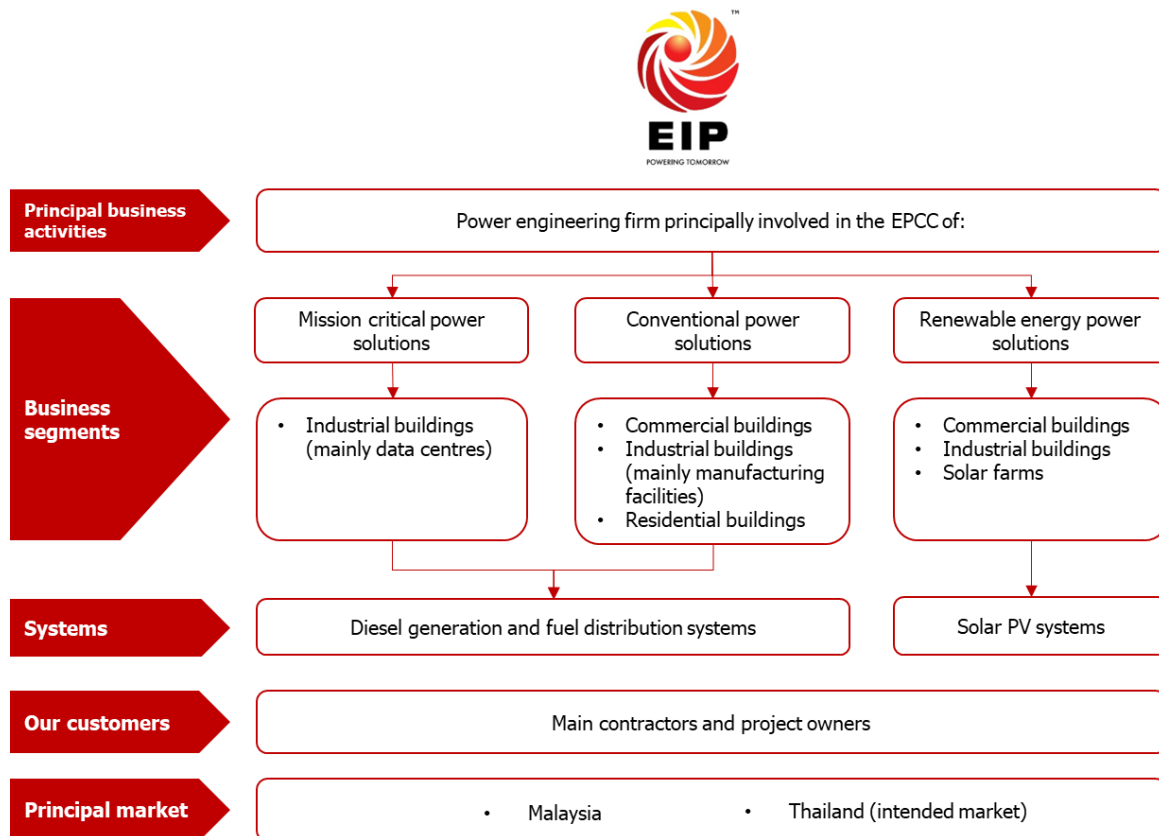 TM
EIP
POWERING TOMORROW
Principal business
activities
Power engineering firm principally involved in the EPCC of:
Business
segments
Mission critical power
solutions
Conventional power
solutions
Renewable energy power
solutions
• Industrial buildings
(mainly data centres)
• Commercial buildings
• Industrial buildings
(mainly manufacturing
facilities)
• Residential buildings
• Commercial buildings
• Industrial buildings
• Solar farms
Systems
Diesel generation and fuel distribution systems
Solar PV systems
Our customers
Main contractors and project owners
Principal market
• Malaysia
• Thailand (intended market)